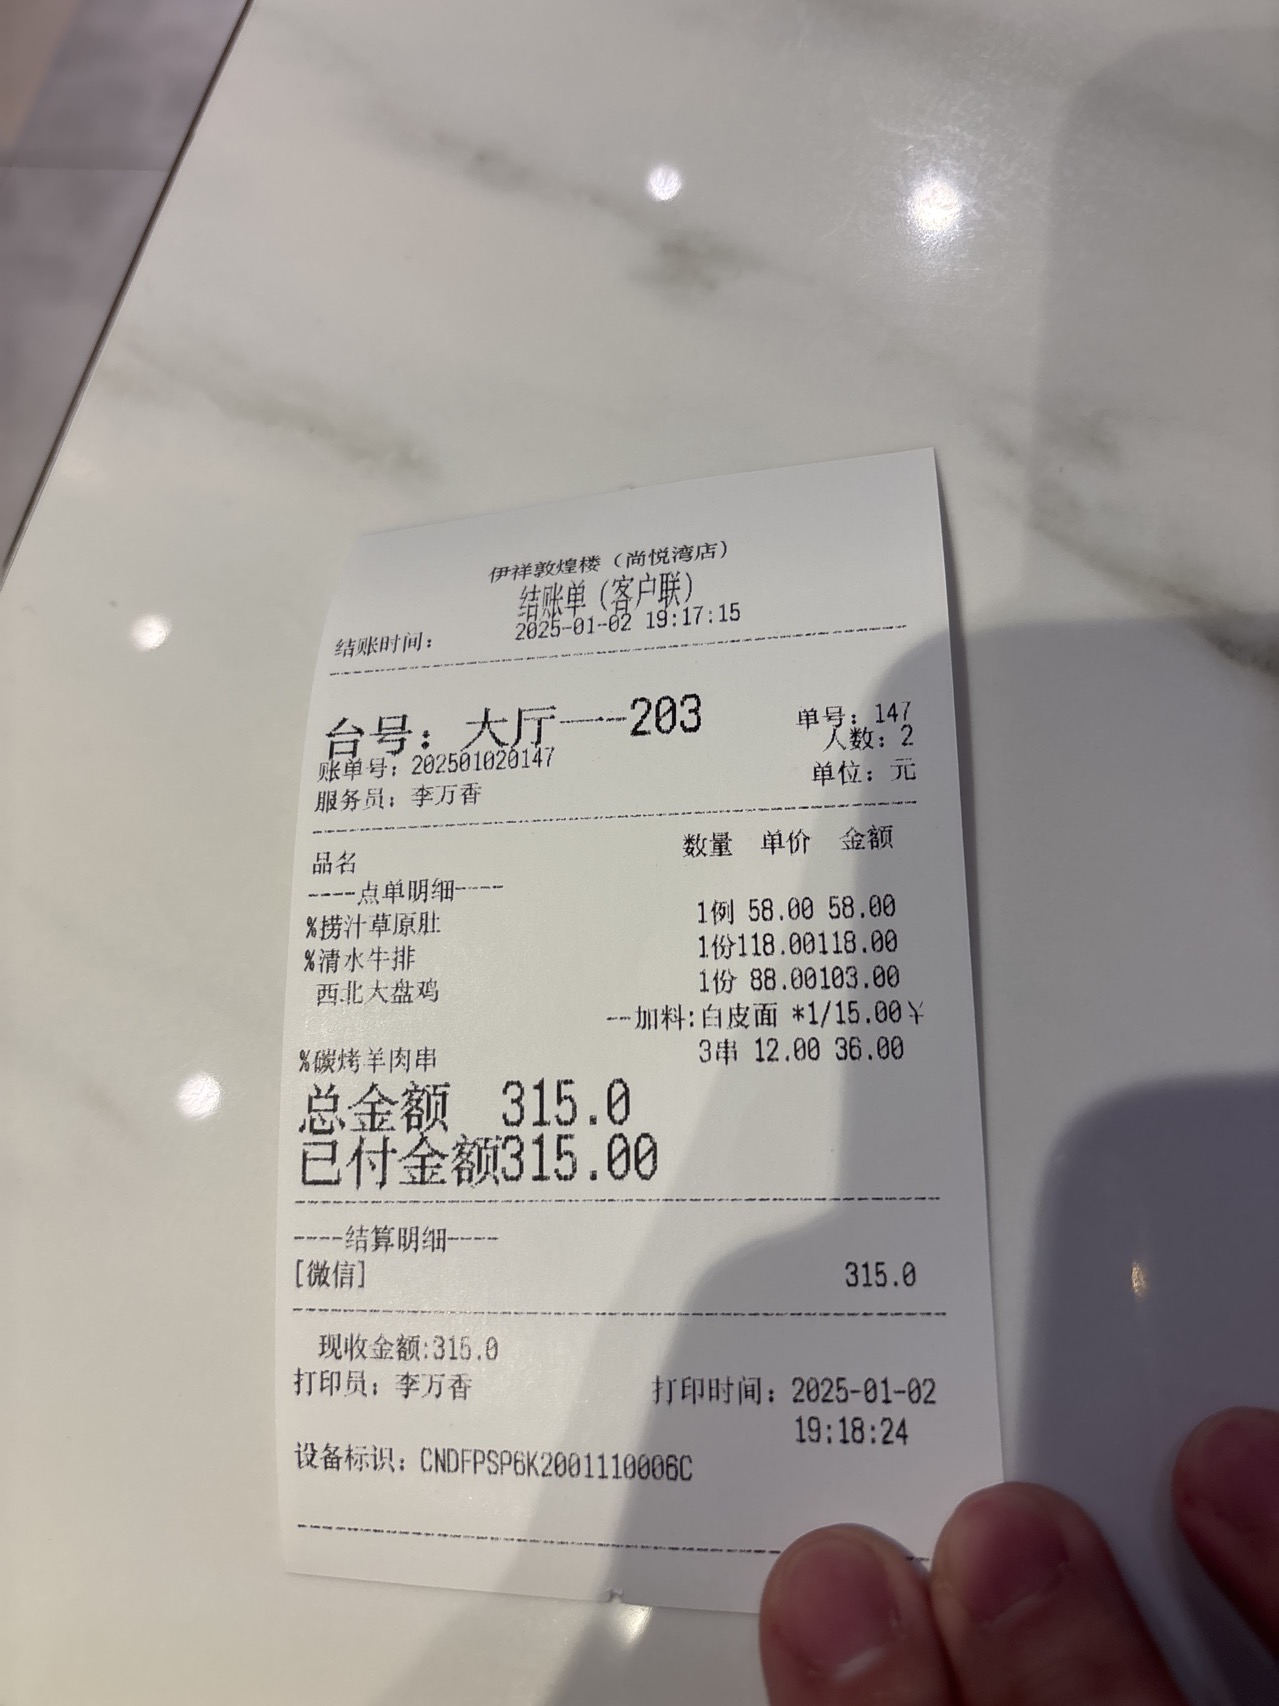 伊祥敦煌楼（尚悦湾店）
结账单（客户联）
结账时间： 2025-01-02 19:17:15
台号：大厅一--203 单号：147
人数：2
账单号：202501020147
单位：元
服务员：李万香
品名 数量 单价 金额
----点单明细----
%捞汁草原肚 1例 58.00 58.00
%清水牛排 1份118.00118.00
西北大盘鸡 1份 88.00103.00
--加料:白皮面 *1/15.00￥
%碳烤羊肉串 3串 12.00 36.00
总金额 315.0
已付金额315.00
----结算明细----
[微信] 315.0
现收金额:315.0
打印员：李万香 打印时间：2025-01-02
19:18:24
设备标识：CNDFPSP6K2001110006C